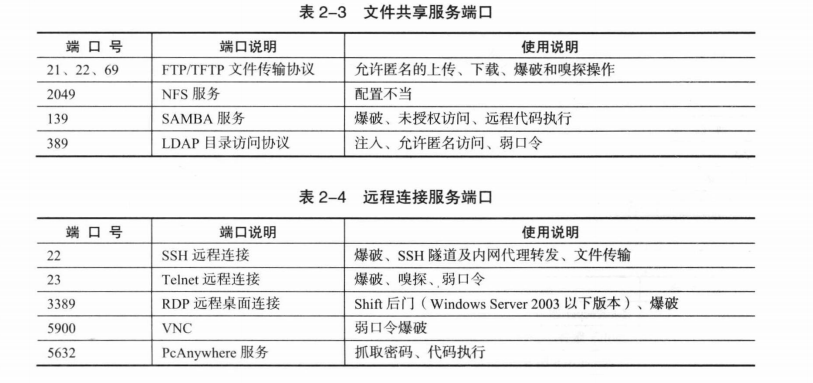 表 2-3 文件共享服务端口
端 口 号 端口说明 使用说明
21、22、69 FTP/TFTP 文件传输协议 允许匿名的上传、下载、爆破和嗅探操作
2049 NFS 服务 配置不当
139 SAMBA 服务 爆破、未授权访问、远程代码执行
389 LDAP 目录访问协议 注入、允许匿名访问、弱口令
表 2-4 远程连接服务端口
端 口 号 端口说明 使用说明
22 SSH 远程连接 爆破、SSH 隧道及内网代理转发、文件传输
23 Telnet 远程连接 爆破、嗅探、弱口令
3389 RDP 远程桌面连接 Shift 后门（Windows Server 2003 以下版本）、爆破
5900 VNC 弱口令爆破
5632 PcAnywhere 服务 抓取密码、代码执行